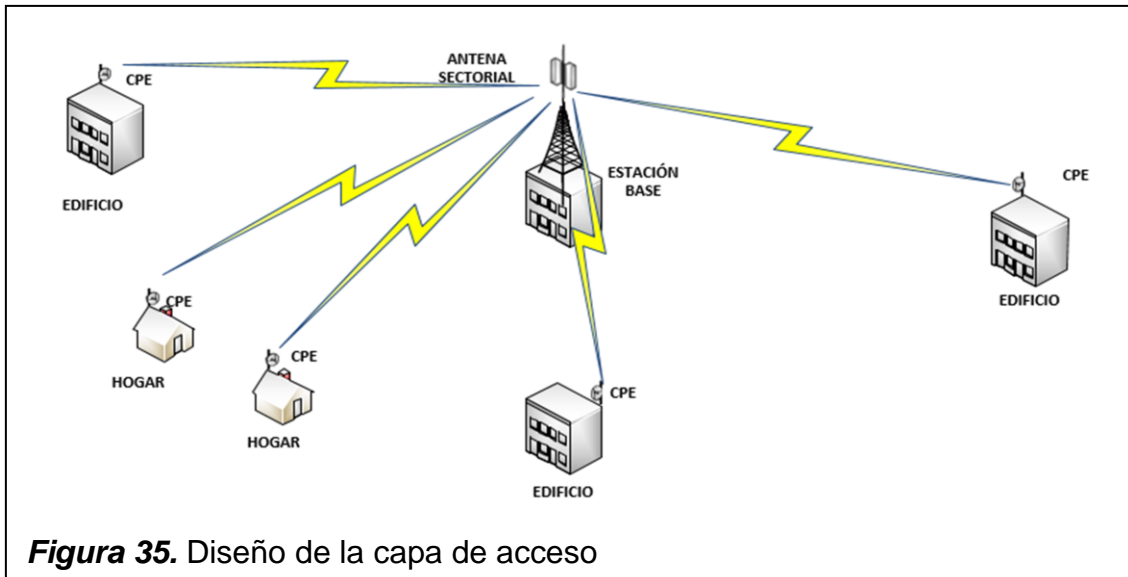 ANTENA
SECTORIAL
CPE
EDIFICIO
ESTACIÓN
BASE
CPE
EDIFICIO
CPE
HOGAR
CPE
HOGAR
CPE
EDIFICIO
Figura 35. Diseño de la capa de acceso